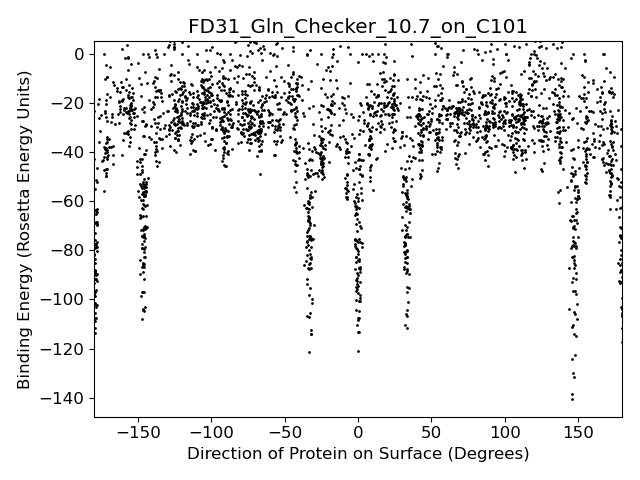 FD31_Gln_Checker_10.7_on_C101
Binding Energy (Rosetta Energy Units)
0
−20
−40
−60
−80
−100
−120
−140
−150 −100 −50 0 50 100 150
Direction of Protein on Surface (Degrees)